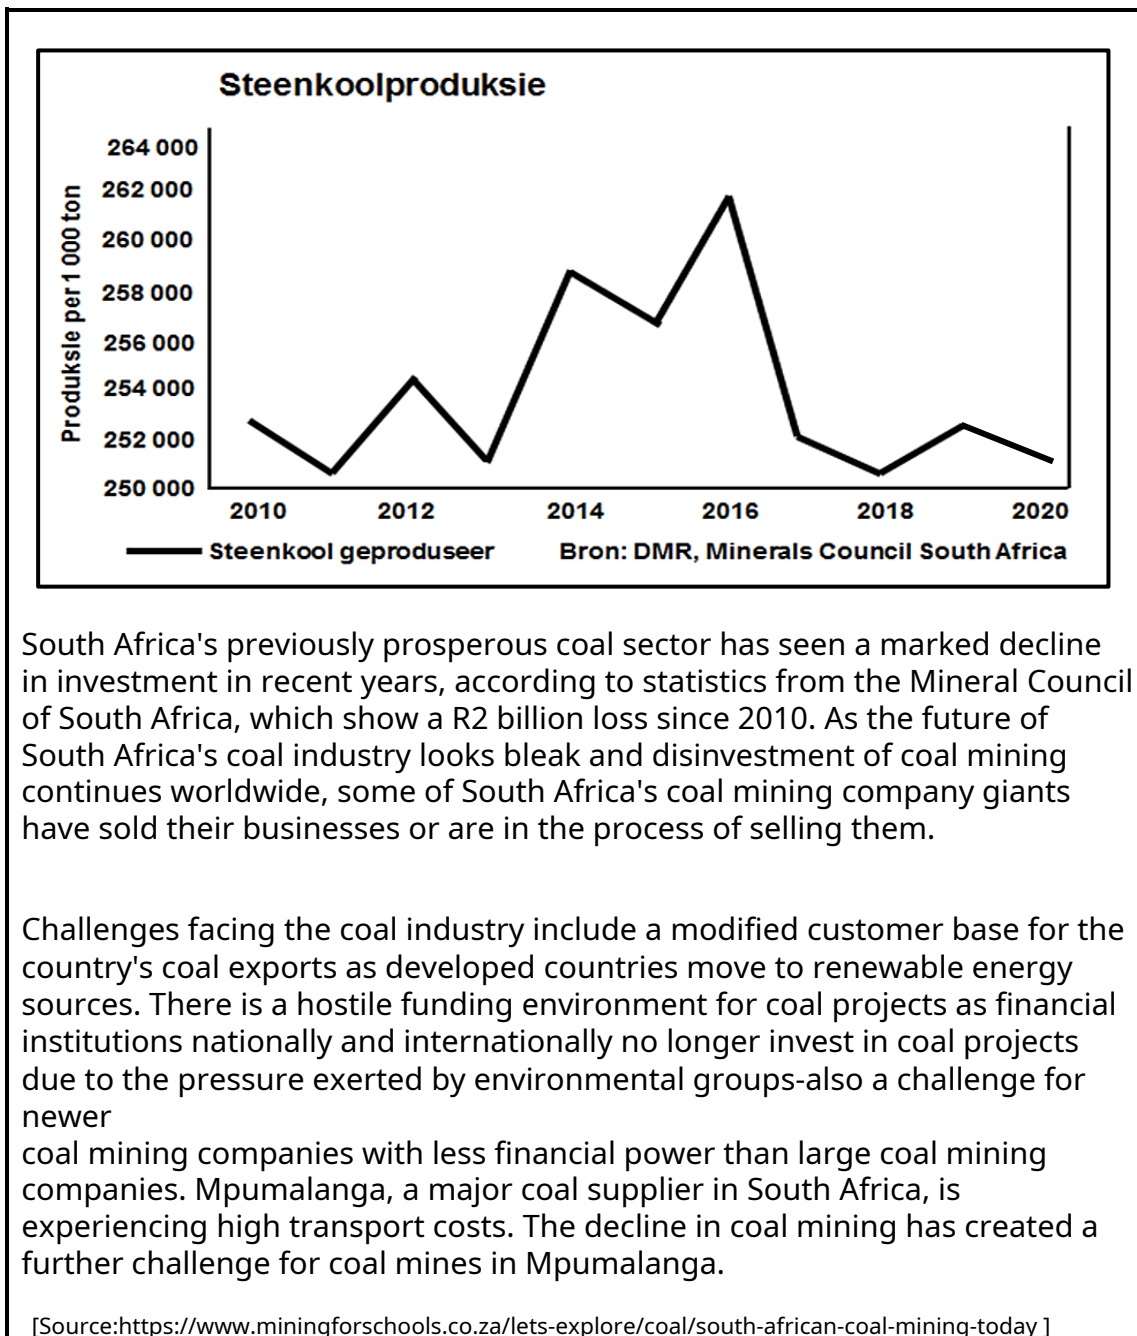 Steenkoolproduksie
264 000
262 000
260 000
258 000
256 000
254 000
252 000
250 000
Produksie per 1 000 ton
2010 2012 2014 2016 2018 2020
Steenkool geproduseer Bron: DMR, Minerals Council South Africa
South Africa's previously prosperous coal sector has seen a marked decline
in investment in recent years, according to statistics from the Mineral Council
of South Africa, which show a R2 billion loss since 2010. As the future of
South Africa's coal industry looks bleak and disinvestment of coal mining
continues worldwide, some of South Africa's coal mining company giants
have sold their businesses or are in the process of selling them.
Challenges facing the coal industry include a modified customer base for the
country's coal exports as developed countries move to renewable energy
sources. There is a hostile funding environment for coal projects as financial
institutions nationally and internationally no longer invest in coal projects
due to the pressure exerted by environmental groups-also a challenge for
newer
coal mining companies with less financial power than large coal mining
companies. Mpumalanga, a major coal supplier in South Africa, is
experiencing high transport costs. The decline in coal mining has created a
further challenge for coal mines in Mpumalanga.
[Source:https://www.miningforschools.co.za/lets-explore/coal/south-african-coal-mining-today ]